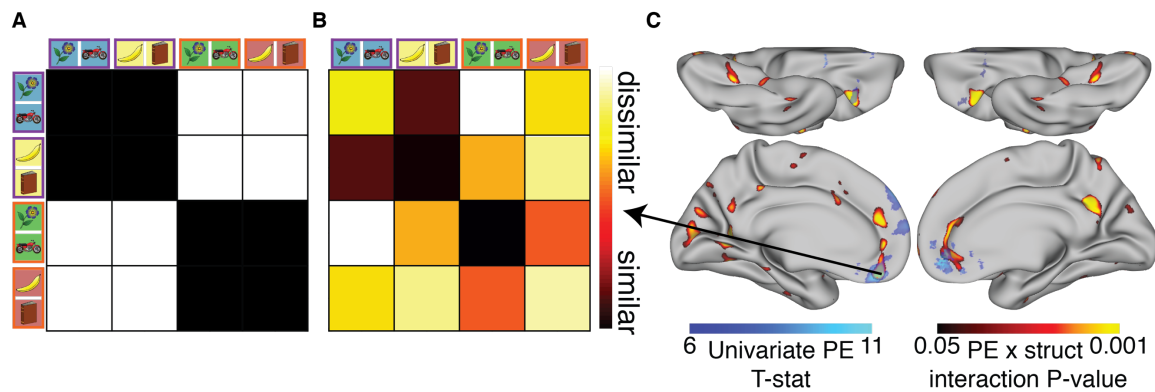 A
B
C
dissimilar
similar
6 Univariate PE 11
T-stat
0.05 PE x struct 0.001
interaction P-value